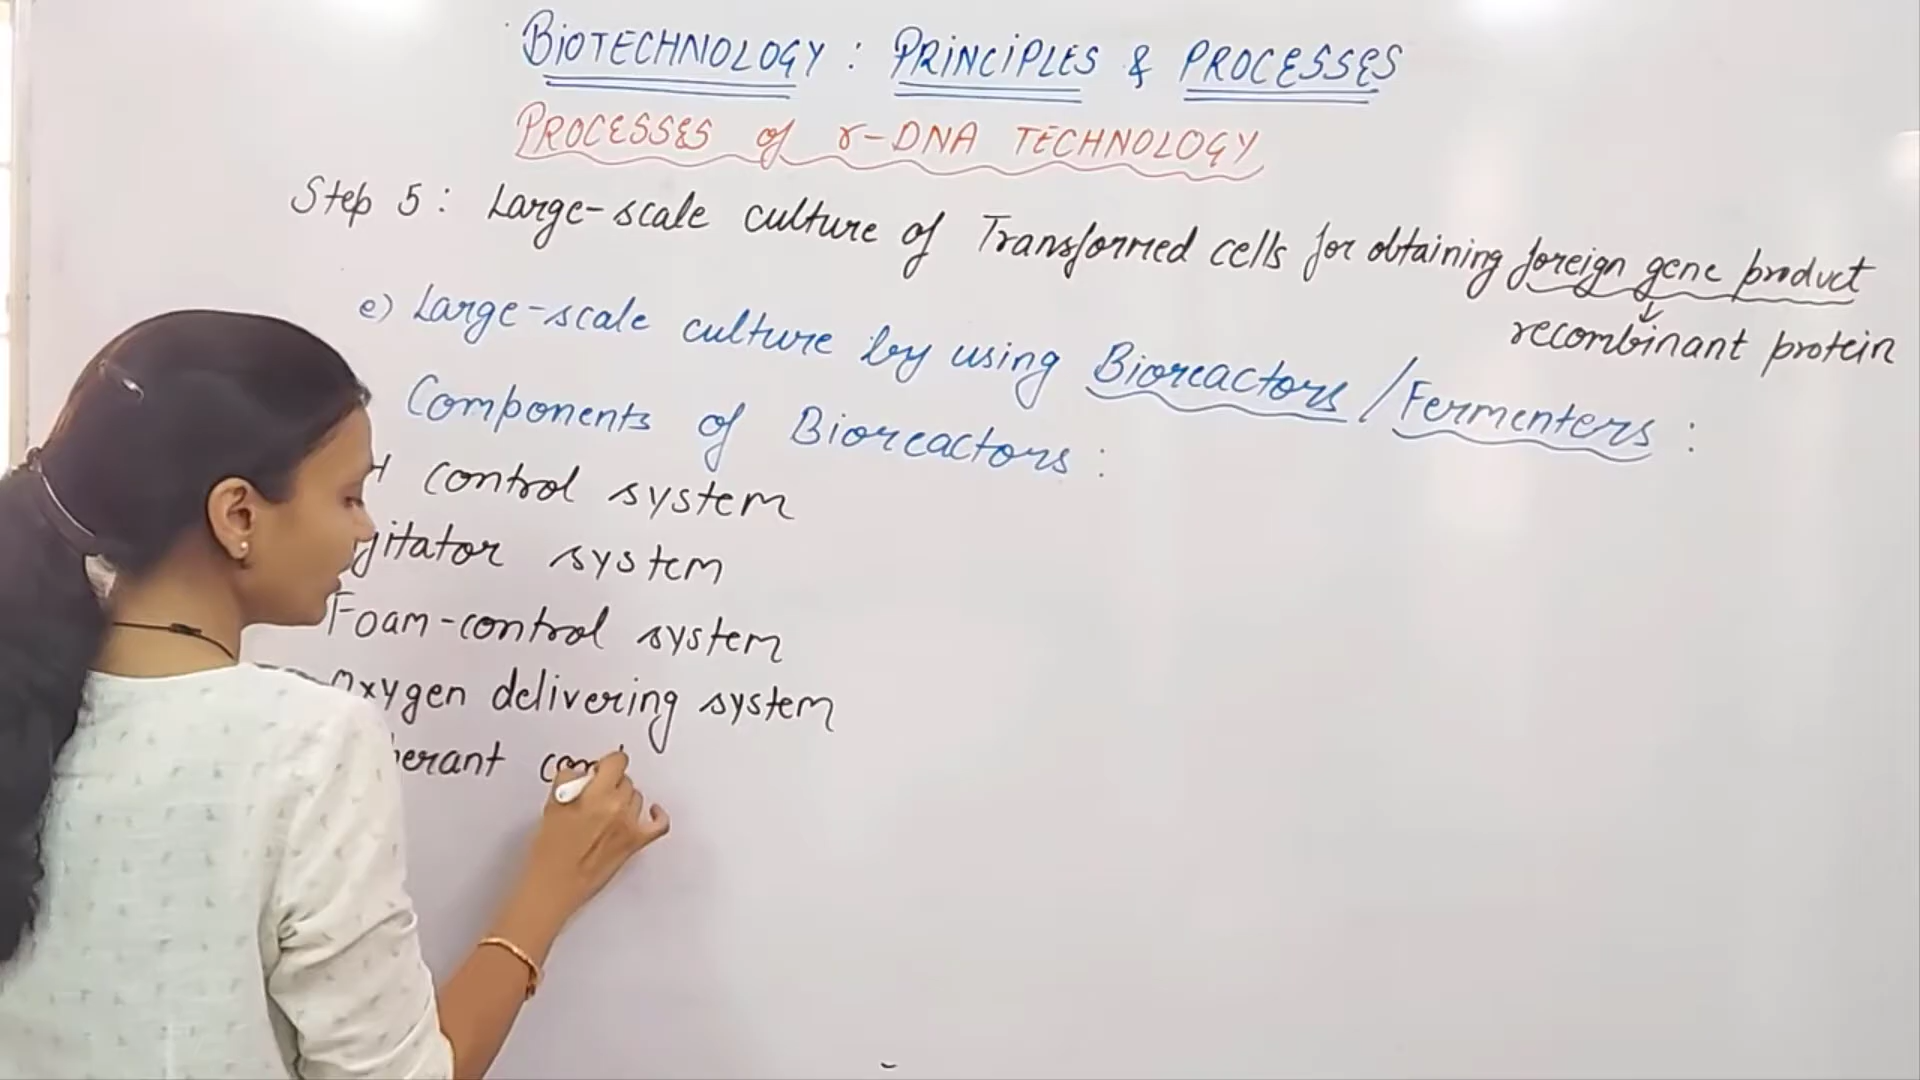 BIOTECHNOLOGY : PRINCIPLES & PROCESSES
PROCESSES of r-DNA TECHNOLOGY
Step 5 : Large-scale culture of Transformed cells for obtaining foreign gene product
↓
recombinant protein
e) Large-scale culture by using Bioreactors / Fermenters :
Components of Bioreactors :
control system
system
Foam-control system
Oxygen delivering system